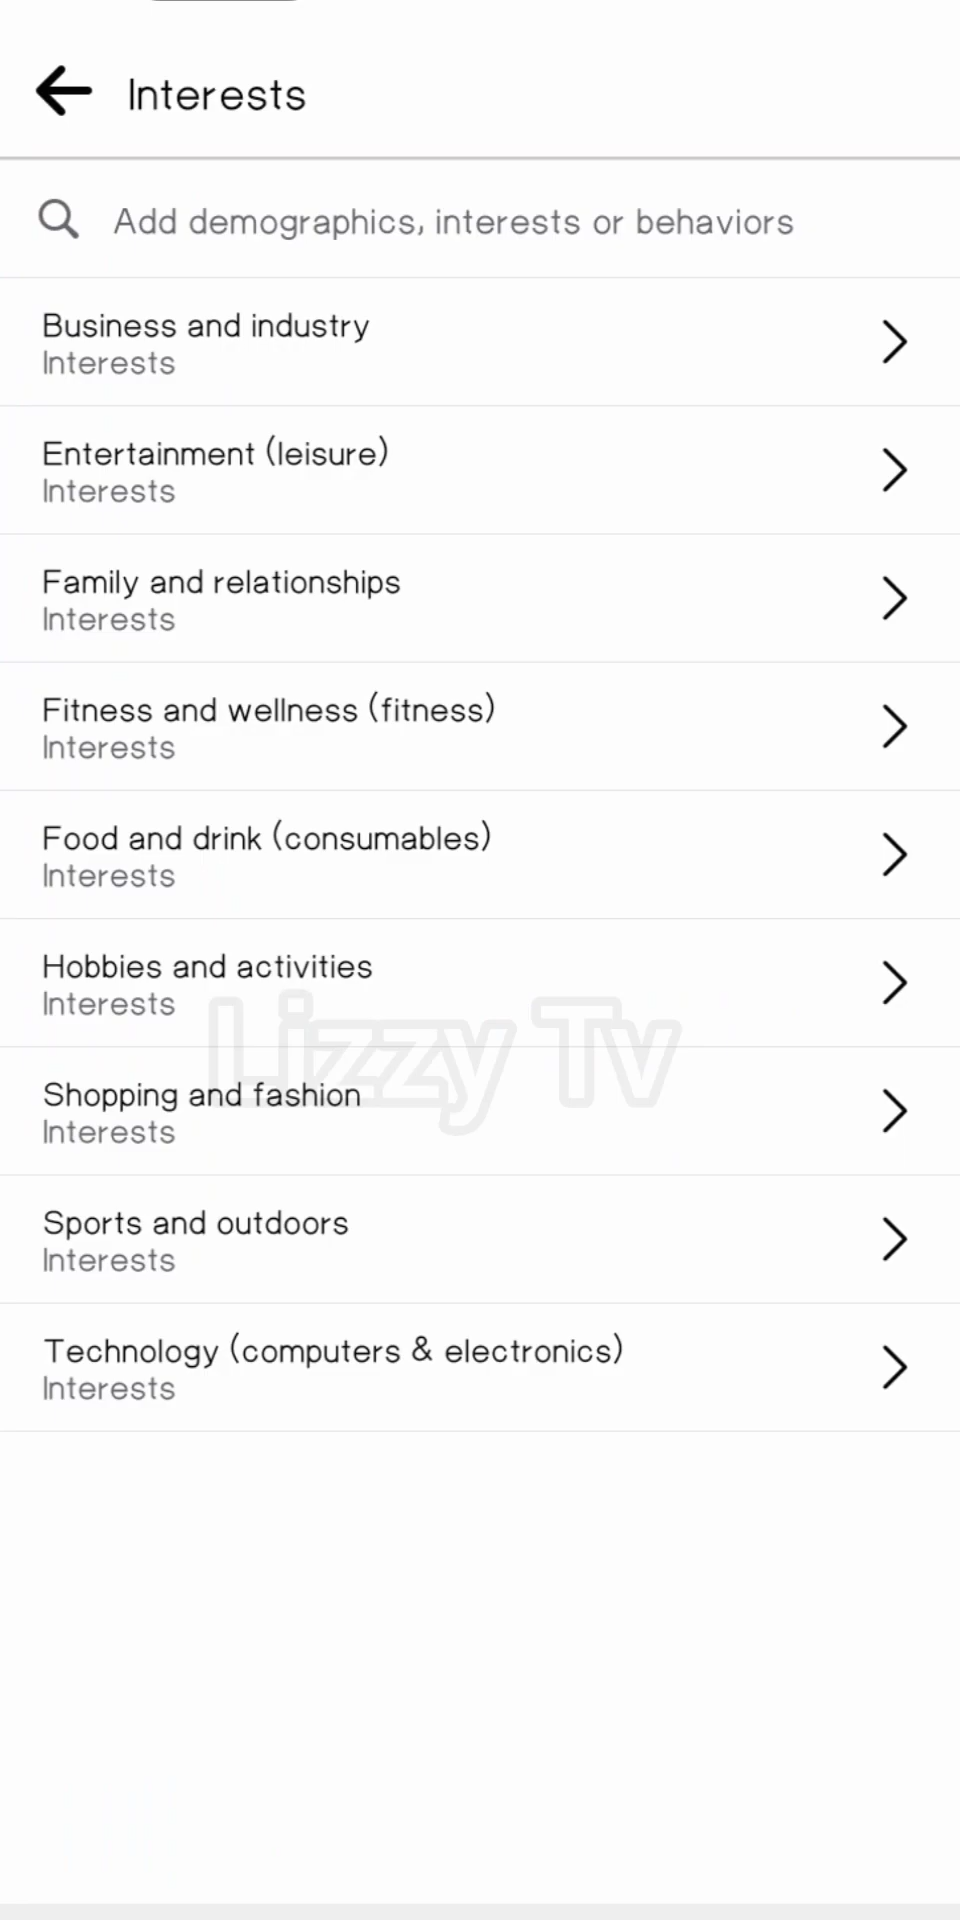 Interests
Add demographics, interests or behaviors
Business and industry
Interests
Entertainment (leisure)
Interests
Family and relationships
Interests
Fitness and wellness (fitness)
Interests
Food and drink (consumables)
Interests
Hobbies and activities
Interests
Lizzy Tv
Shopping and fashion
Interests
Sports and outdoors
Interests
Technology (computers & electronics)
Interests